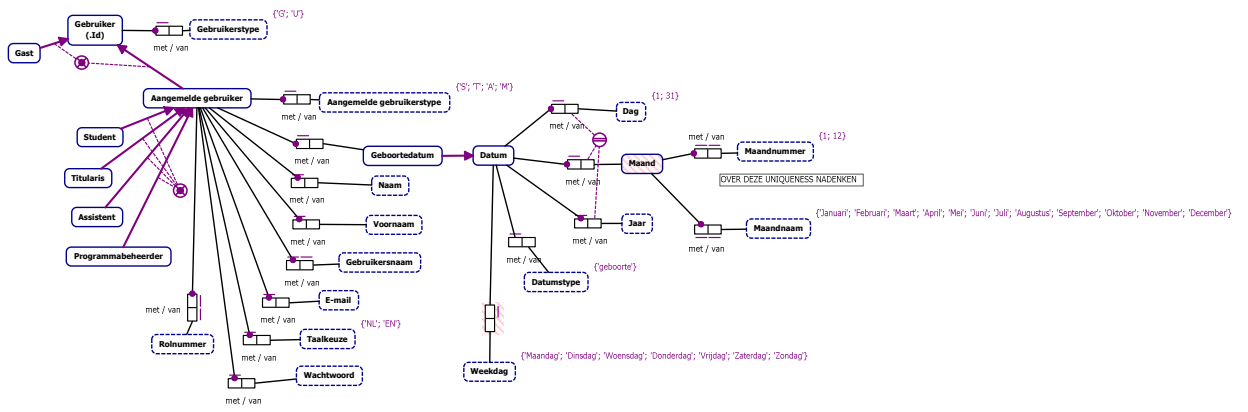 {'G'; 'U'}
Gebruiker
(.Id)
Gebruikerstype
met / van
Gast
{'S'; 'T'; 'A'; 'M'}
Aangemelde gebruiker
Aangemelde gebruikerstype
met / van
{1; 31}
Dag
met / van
Student
met / van
{1; 12}
Maandnummer
met / van
Geboortedatum
Datum
Maand
met / van
OVER DEZE UNIQUENESS NADENKEN
Titularis
Naam
met / van
Assistent
Voornaam
met / van
Jaar
met / van
{'Januari'; 'Februari'; 'Maart'; 'April'; 'Mei'; 'Juni'; 'Juli'; 'Augustus'; 'September'; 'Oktober'; 'November'; 'December'}
Maandnaam
met / van
Programmabeheerder
Gebruikersnaam
met / van
met / van
{'geboorte'}
Datumstype
E-mail
met / van
met / van
Rolnummer
{'NL'; 'EN'}
Taalkeuze
met / van
{'Maandag'; 'Dinsdag'; 'Woensdag'; 'Donderdag'; 'Vrijdag'; 'Zaterdag'; 'Zondag'}
Weekdag
Wachtwoord
met / van